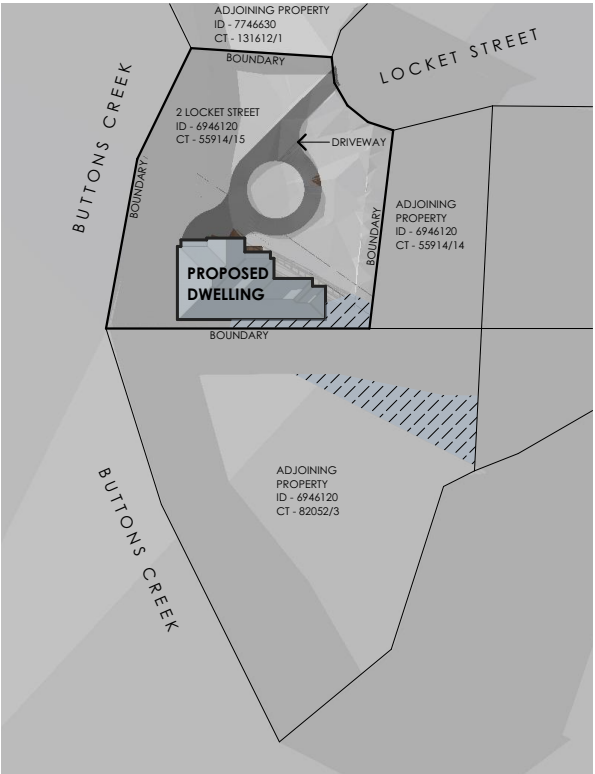 ADJOINING PROPERTY
ID - 7746630
CT - 131612/1
BOUNDARY
LOCKET STREET
BUTTONS CREEK
2 LOCKET STREET
ID - 6946120
CT - 55914/15
DRIVEWAY
BOUNDARY
ADJOINING
PROPERTY
ID - 6946120
CT - 55914/14
BOUNDARY
PROPOSED
DWELLING
BOUNDARY
ADJOINING
PROPERTY
ID - 6946120
CT - 82052/3
BUTTONS CREEK